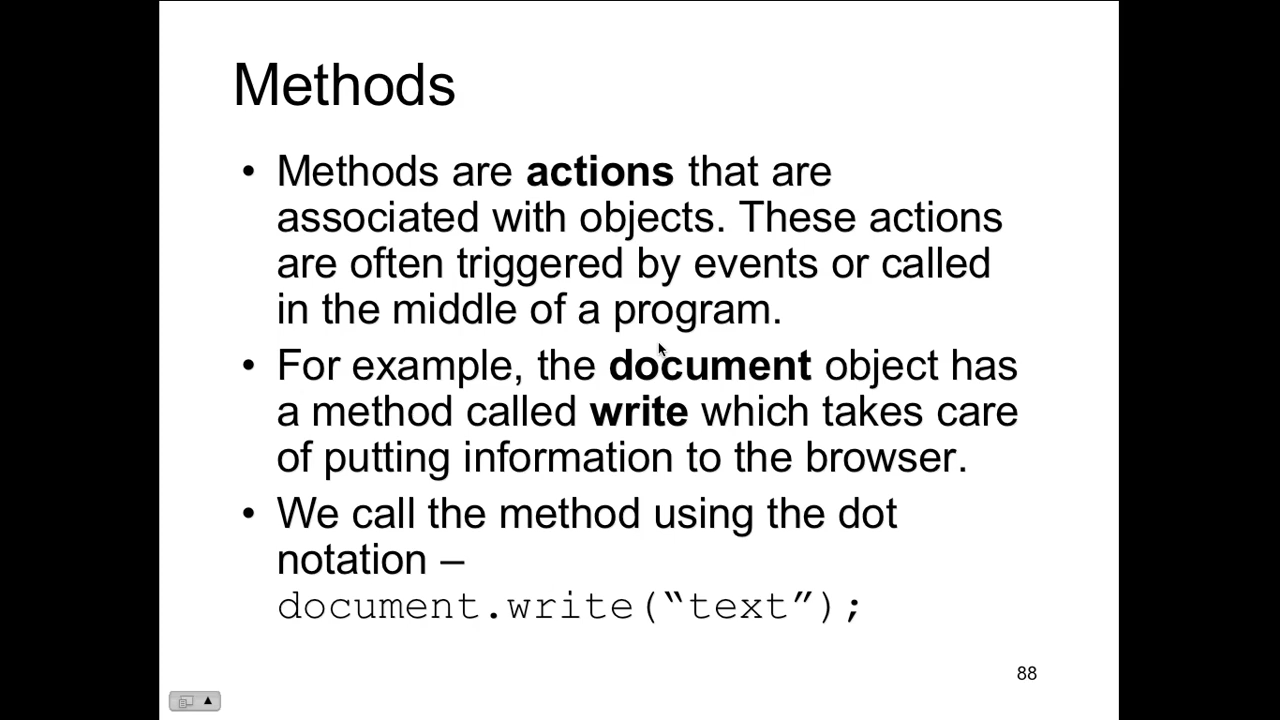 Methods
• Methods are actions that are
associated with objects. These actions
are often triggered by events or called
in the middle of a program.
• For example, the document object has
a method called write which takes care
of putting information to the browser.
• We call the method using the dot
notation –
document.write(“text”);
88